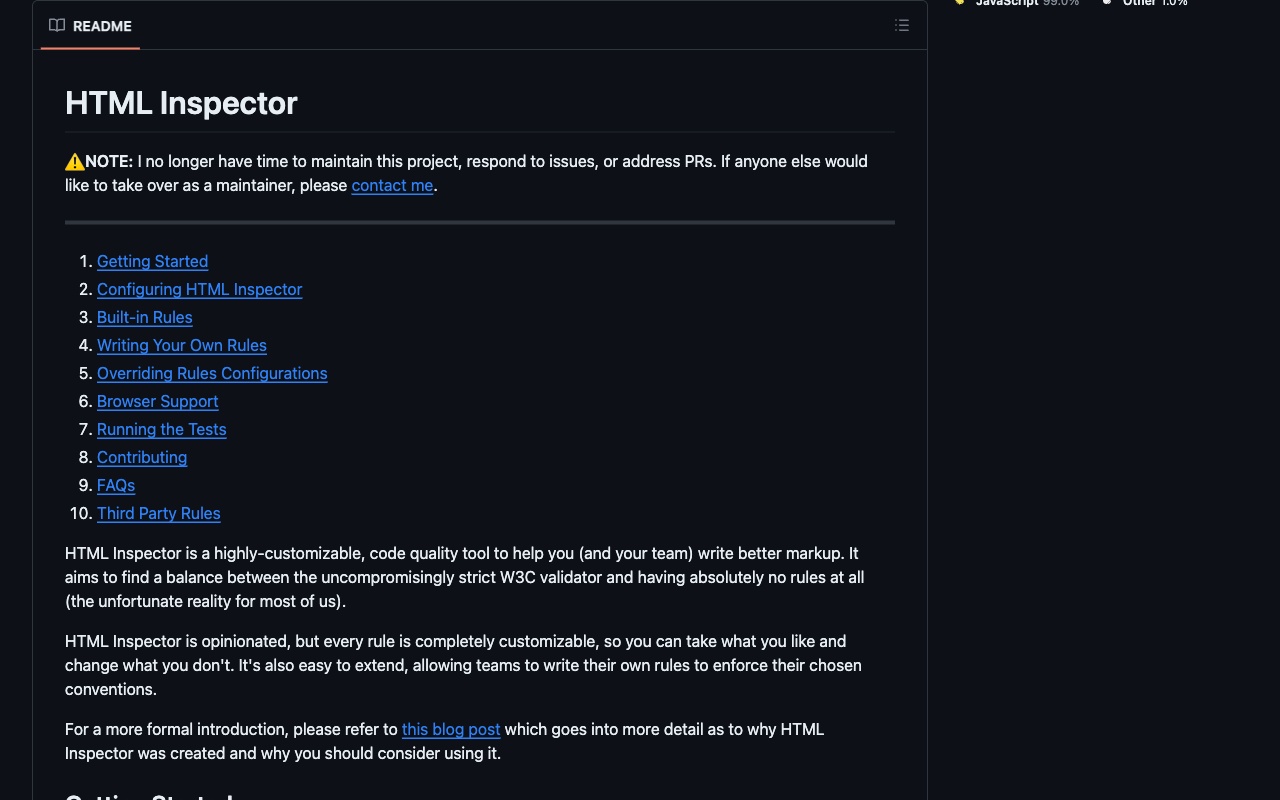 JavaScript 99.0% Other 1.0%
README
HTML Inspector
⚠️NOTE: I no longer have time to maintain this project, respond to issues, or address PRs. If anyone else would
like to take over as a maintainer, please contact me.
1. Getting Started
2. Configuring HTML Inspector
3. Built-in Rules
4. Writing Your Own Rules
5. Overriding Rules Configurations
6. Browser Support
7. Running the Tests
8. Contributing
9. FAQs
10. Third Party Rules
HTML Inspector is a highly-customizable, code quality tool to help you (and your team) write better markup. It
aims to find a balance between the uncompromisingly strict W3C validator and having absolutely no rules at all
(the unfortunate reality for most of us).
HTML Inspector is opinionated, but every rule is completely customizable, so you can take what you like and
change what you don't. It's also easy to extend, allowing teams to write their own rules to enforce their chosen
conventions.
For a more formal introduction, please refer to this blog post which goes into more detail as to why HTML
Inspector was created and why you should consider using it.
Getting Started